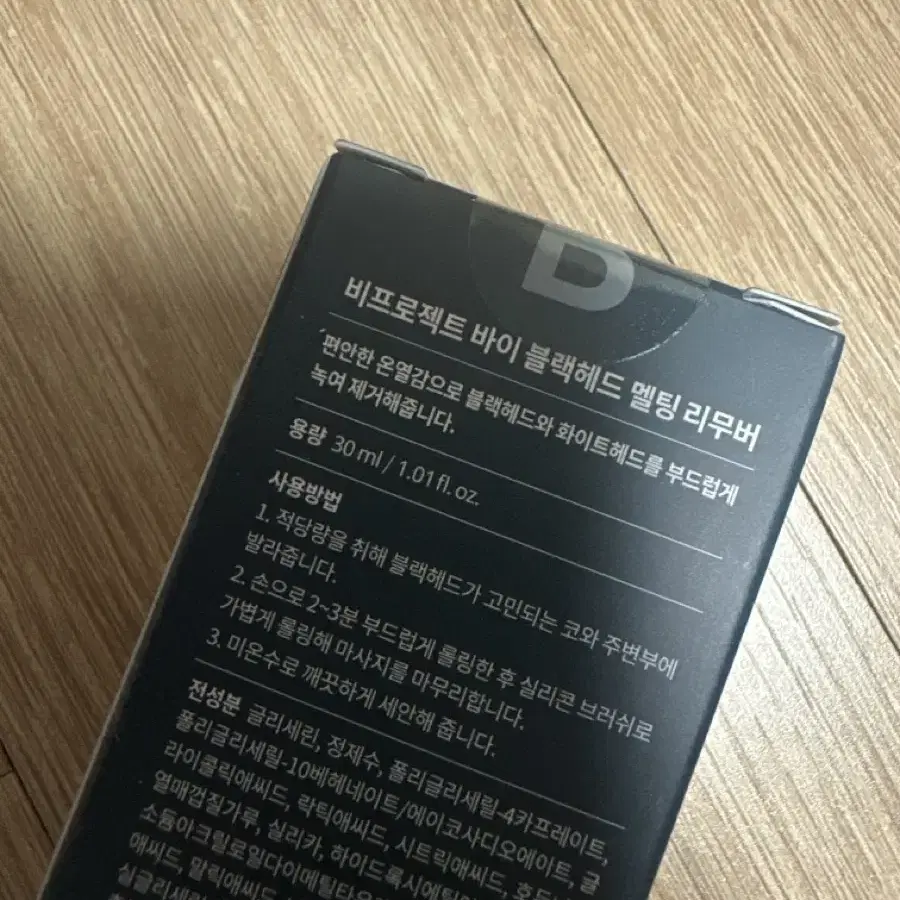 B
비프로젝트 바이 블랙헤드 멜팅 리무버
편안한 온열감으로 블랙헤드와 화이트헤드를 부드럽게
녹여 제거해줍니다.
용량 30 ml / 1.01 fl. oz.
사용방법
1. 적당량을 취해 블랙헤드가 고민되는 코와 주변부에
발라줍니다.
2. 손으로 2~3분 부드럽게 롤링한 후 실리콘 브러쉬로
가볍게 롤링해 마사지를 마무리합니다.
3. 미온수로 깨끗하게 세안해 줍니다.
전성분 글리세린, 정제수, 폴리글리세릴-4카프레이트,
폴리글리세릴-10베헤네이트/에이코사디오에이트, 글
라이콜릭애씨드, 락틱애씨드, 시트릭애씨드,
열매껍질가루, 실리카,
소듐아크릴로일다이메틸타우
애씨드, 말릭애씨드